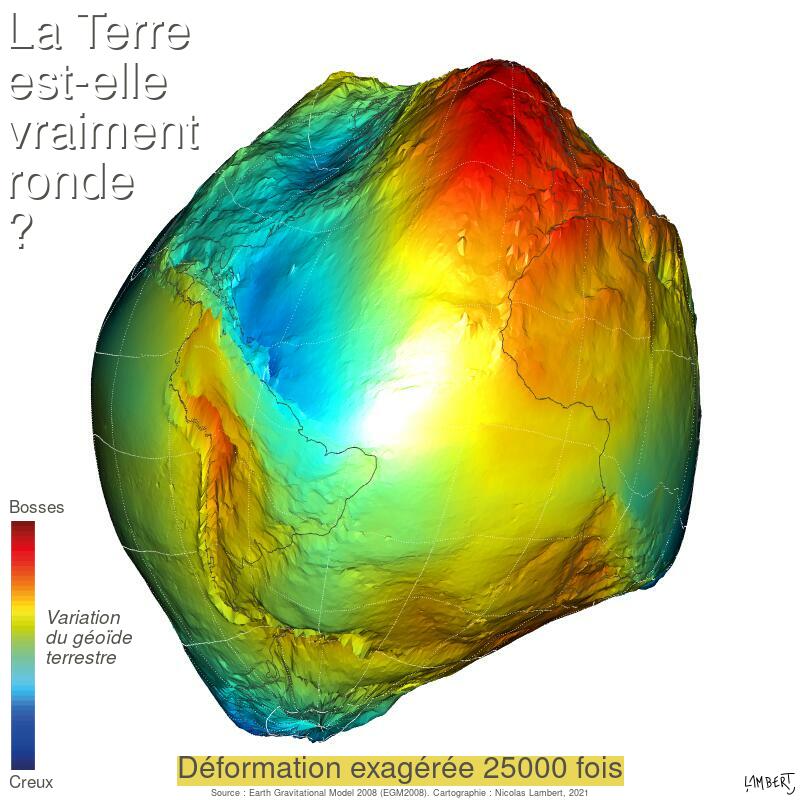 La Terre
est-elle
vraiment
ronde
?
Bosses
Variation
du géoïde
terrestre
Creux
Déformation exagérée 25000 fois
Source : Earth Gravitational Model 2008 (EGM2008). Cartographie : Nicolas Lambert, 2021
LAMBERT